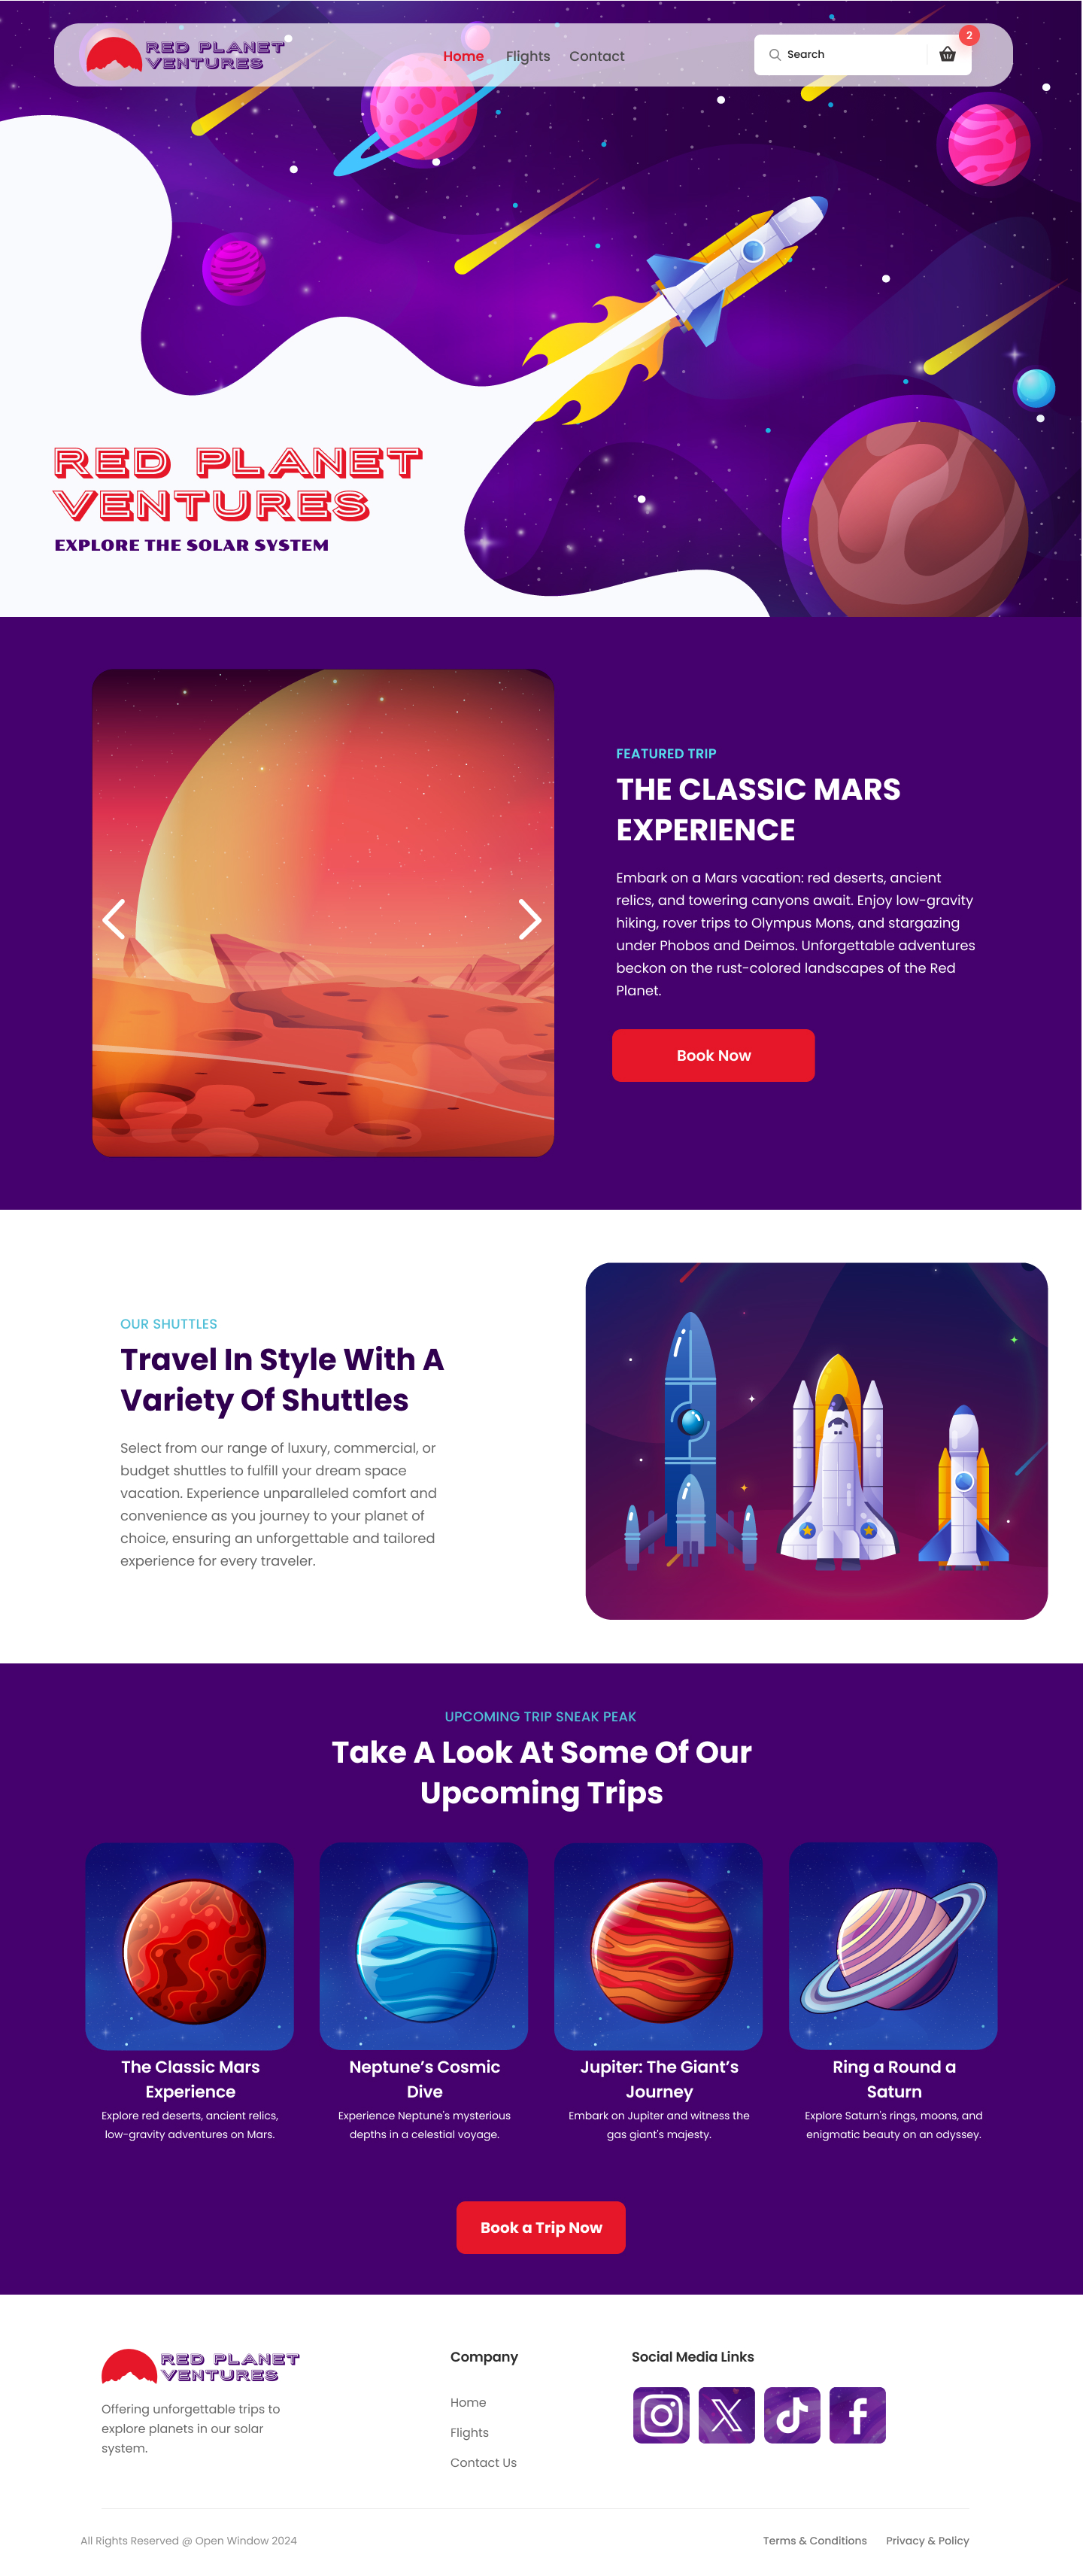 RED PLANET
VENTURES
Home Flights Contact
Search
2
RED PLANET
VENTURES
EXPLORE THE SOLAR SYSTEM
FEATURED TRIP
THE CLASSIC MARS
EXPERIENCE
Embark on a Mars vacation: red deserts, ancient
relics, and towering canyons await. Enjoy low-gravity
hiking, rover trips to Olympus Mons, and stargazing
under Phobos and Deimos. Unforgettable adventures
beckon on the rust-colored landscapes of the Red
Planet.
Book Now
OUR SHUTTLES
Travel In Style With A
Variety Of Shuttles
Select from our range of luxury, commercial, or
budget shuttles to fulfill your dream space
vacation. Experience unparalleled comfort and
convenience as you journey to your planet of
choice, ensuring an unforgettable and tailored
experience for every traveler.
UPCOMING TRIP SNEAK PEAK
Take A Look At Some Of Our
Upcoming Trips
The Classic Mars
Experience
Explore red deserts, ancient relics,
low-gravity adventures on Mars.
Neptune’s Cosmic
Dive
Experience Neptune's mysterious
depths in a celestial voyage.
Jupiter: The Giant’s
Journey
Embark on Jupiter and witness the
gas giant's majesty.
Ring a Round a
Saturn
Explore Saturn's rings, moons, and
enigmatic beauty on an odyssey.
Book a Trip Now
RED PLANET
VENTURES
Offering unforgettable trips to
explore planets in our solar
system.
Company
Home
Flights
Contact Us
Social Media Links
All Rights Reserved @ Open Window 2024
Terms & Conditions Privacy & Policy